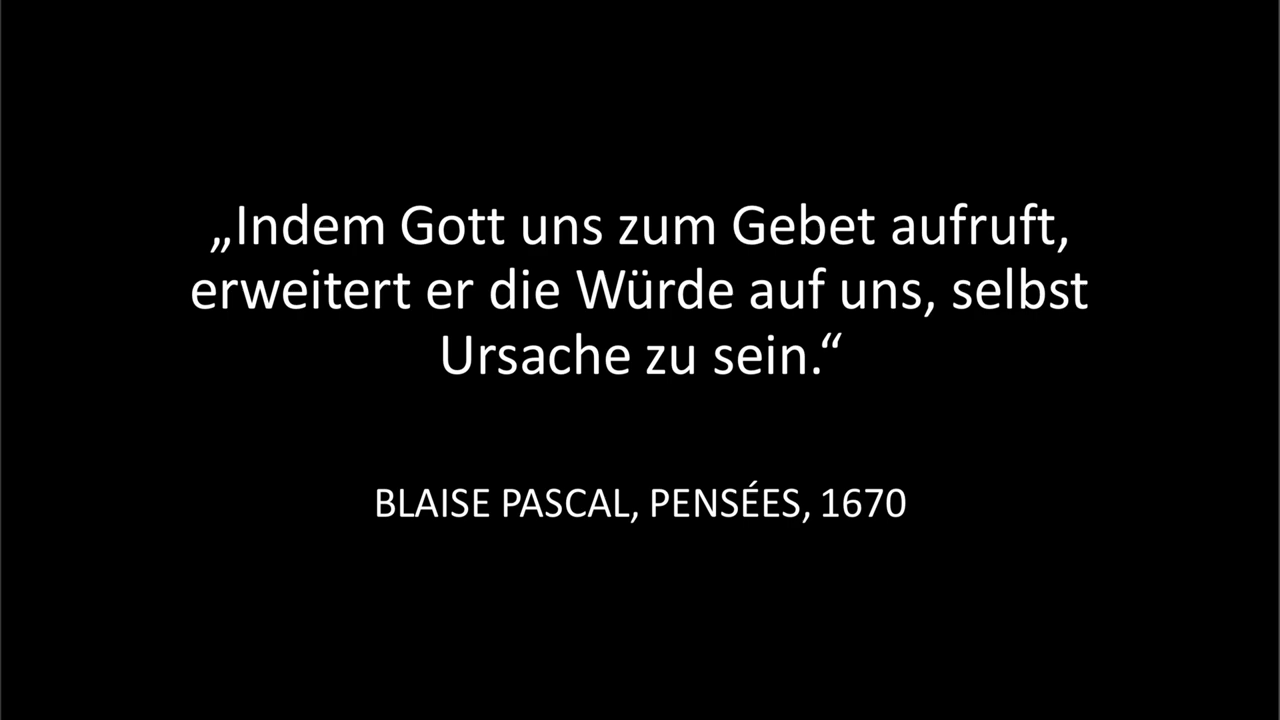 „Indem Gott uns zum Gebet aufruft,
erweitert er die Würde auf uns, selbst
Ursache zu sein.“
BLAISE PASCAL, PENSÉES, 1670